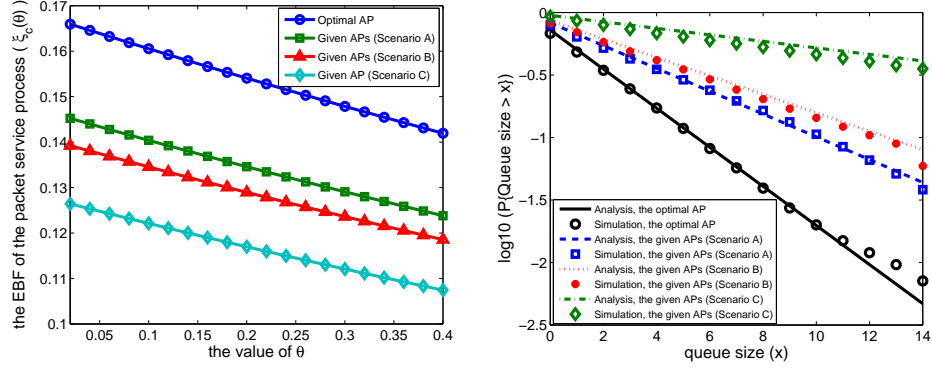 the EBF of the packet service process ( ξc(θ) )
0.17
0.16
0.15
0.14
0.13
0.12
0.11
0.1
Optimal AP
Given APs (Scenario A)
Given APs (Scenario B)
Given AP (Scenario C)
0.05 0.1 0.15 0.2 0.25 0.3 0.35 0.4
the value of θ
log10 (P(Queue size > x))
0
−0.5
−1.0
−1.5
−2.0
−2.5
Analysis, the optimal AP
Simulation, the optimal AP
Analysis, the given APs (Scenario A)
Simulation, the given APs (Scenario A)
Analysis, the given APs (Scenario B)
Simulation, the given APs (Scenario B)
Analysis, the given APs (Scenario C)
Simulation, the given APs (Scenario C)
0 2 4 6 8 10 12 14
queue size (x)